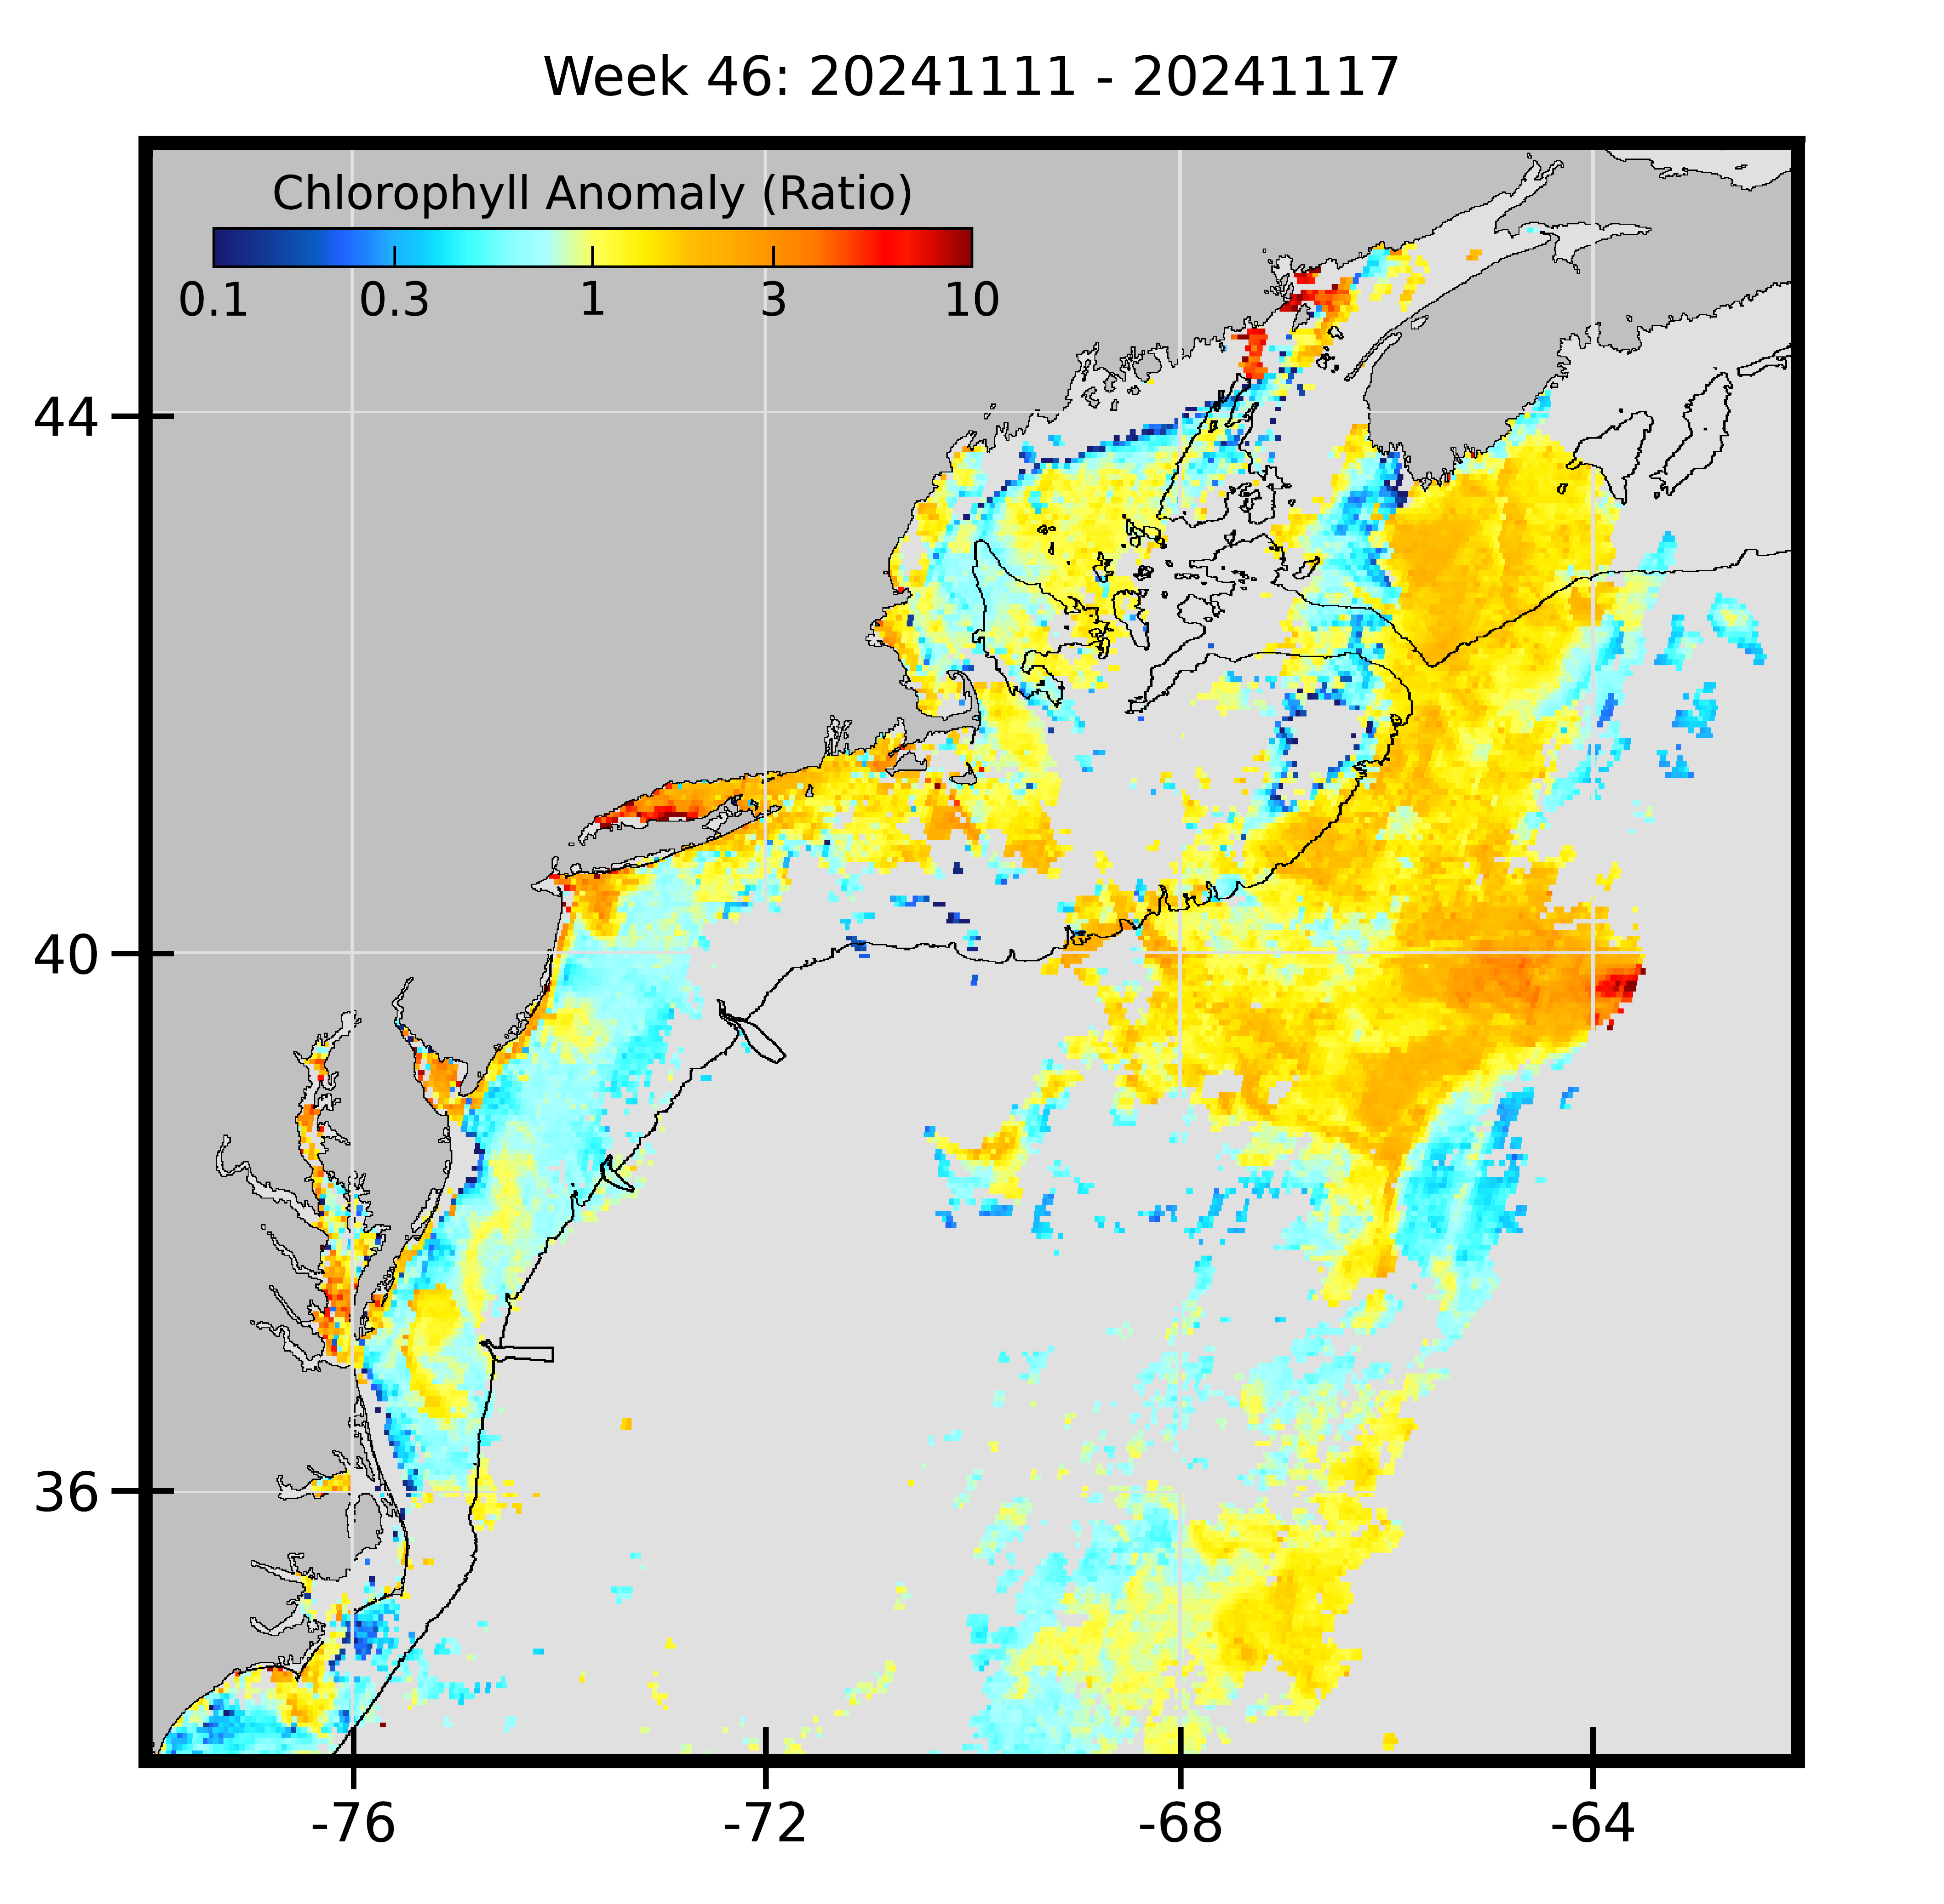 Week 46: 20241111 - 20241117
Chlorophyll Anomaly (Ratio)
0.1 0.3 1 3 10
44
40
36
-76 -72 -68 -64